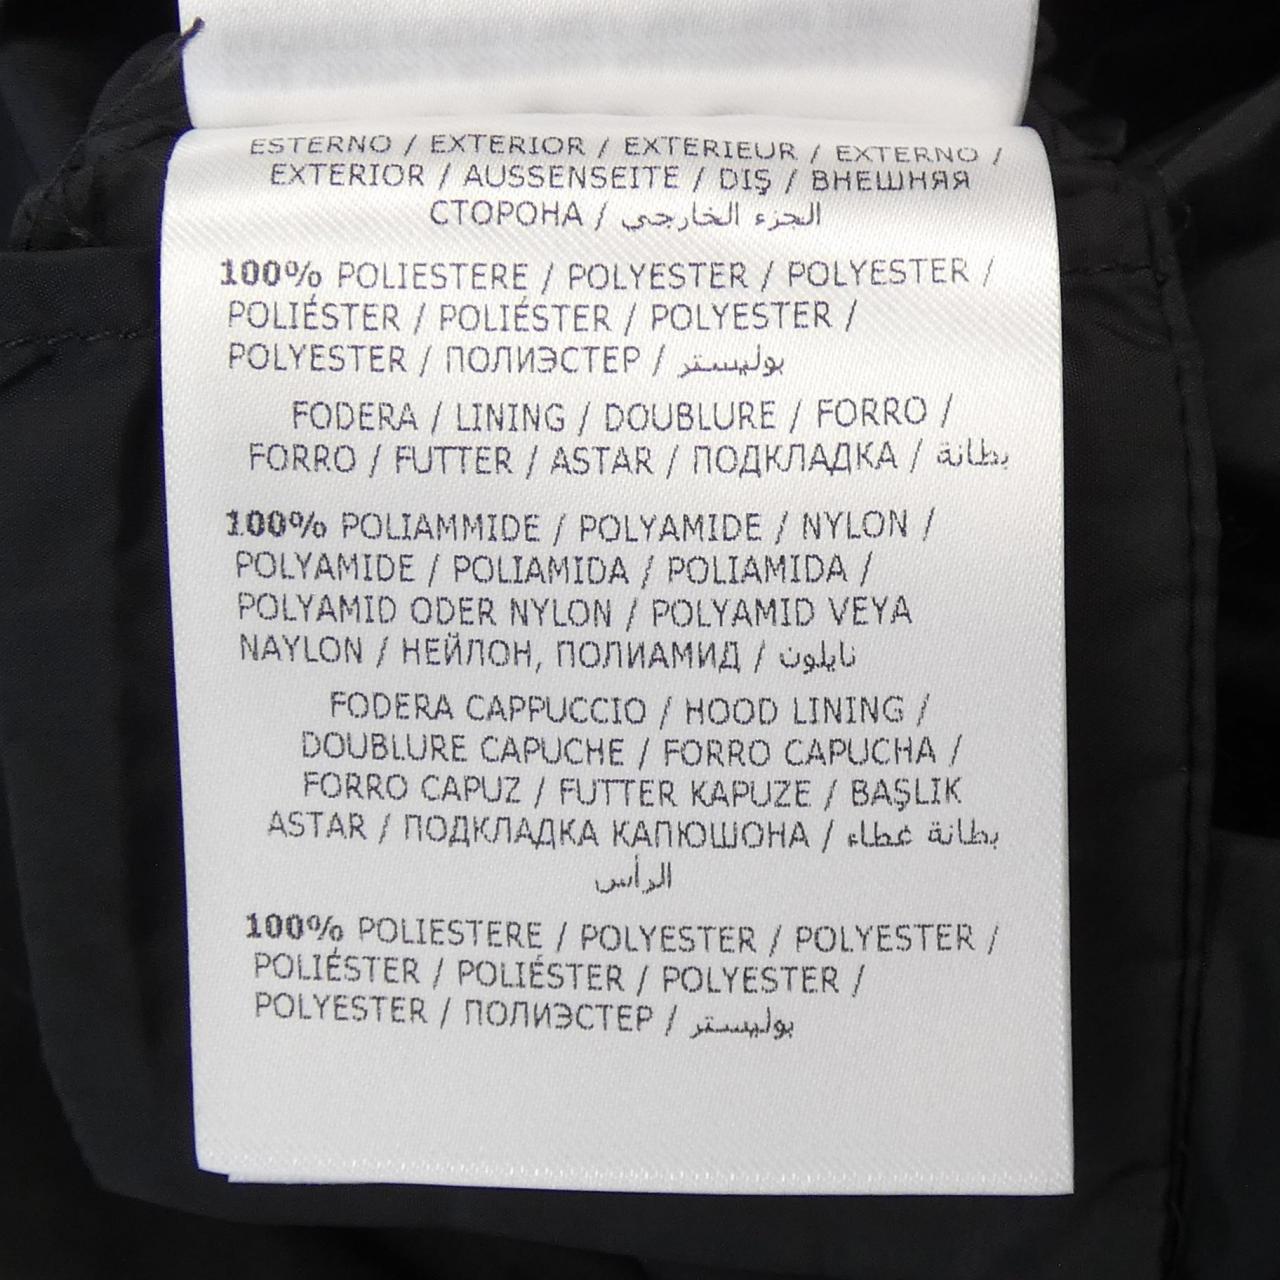 ESTERNO / EXTERIOR / EXTERIEUR / EXTERNO /
EXTERIOR / AUSSENSEITE / DIŞ / ВНЕШНЯЯ
СТОРОНА / الجزء الخارجي
100% POLIESTERE / POLYESTER / POLYESTER /
POLIÉSTER / POLIÉSTER / POLYESTER /
POLYESTER / ПОЛИЭСТЕР / بوليستر
FODERA / LINING / DOUBLURE / FORRO /
FORRO / FUTTER / ASTAR / ПОДКЛАДКА / بطانة
100% POLIAMMIDE / POLYAMIDE / NYLON /
POLYAMIDE / POLIAMIDA / POLIAMIDA /
POLYAMID ODER NYLON / POLYAMID VEYA
NAYLON / НЕЙЛОН, ПОЛИАМИД / نايلون
FODERA CAPPUCCIO / HOOD LINING /
DOUBLURE CAPUCHE / FORRO CAPUCHA /
FORRO CAPUZ / FUTTER KAPUZE / BAŞLIK
ASTAR / ПОДКЛАДКА КАПЮШОНА / بطانة غطاء
الرأس
100% POLIESTERE / POLYESTER / POLYESTER /
POLIÉSTER / POLIÉSTER / POLYESTER /
POLYESTER / ПОЛИЭСТЕР / بوليستر